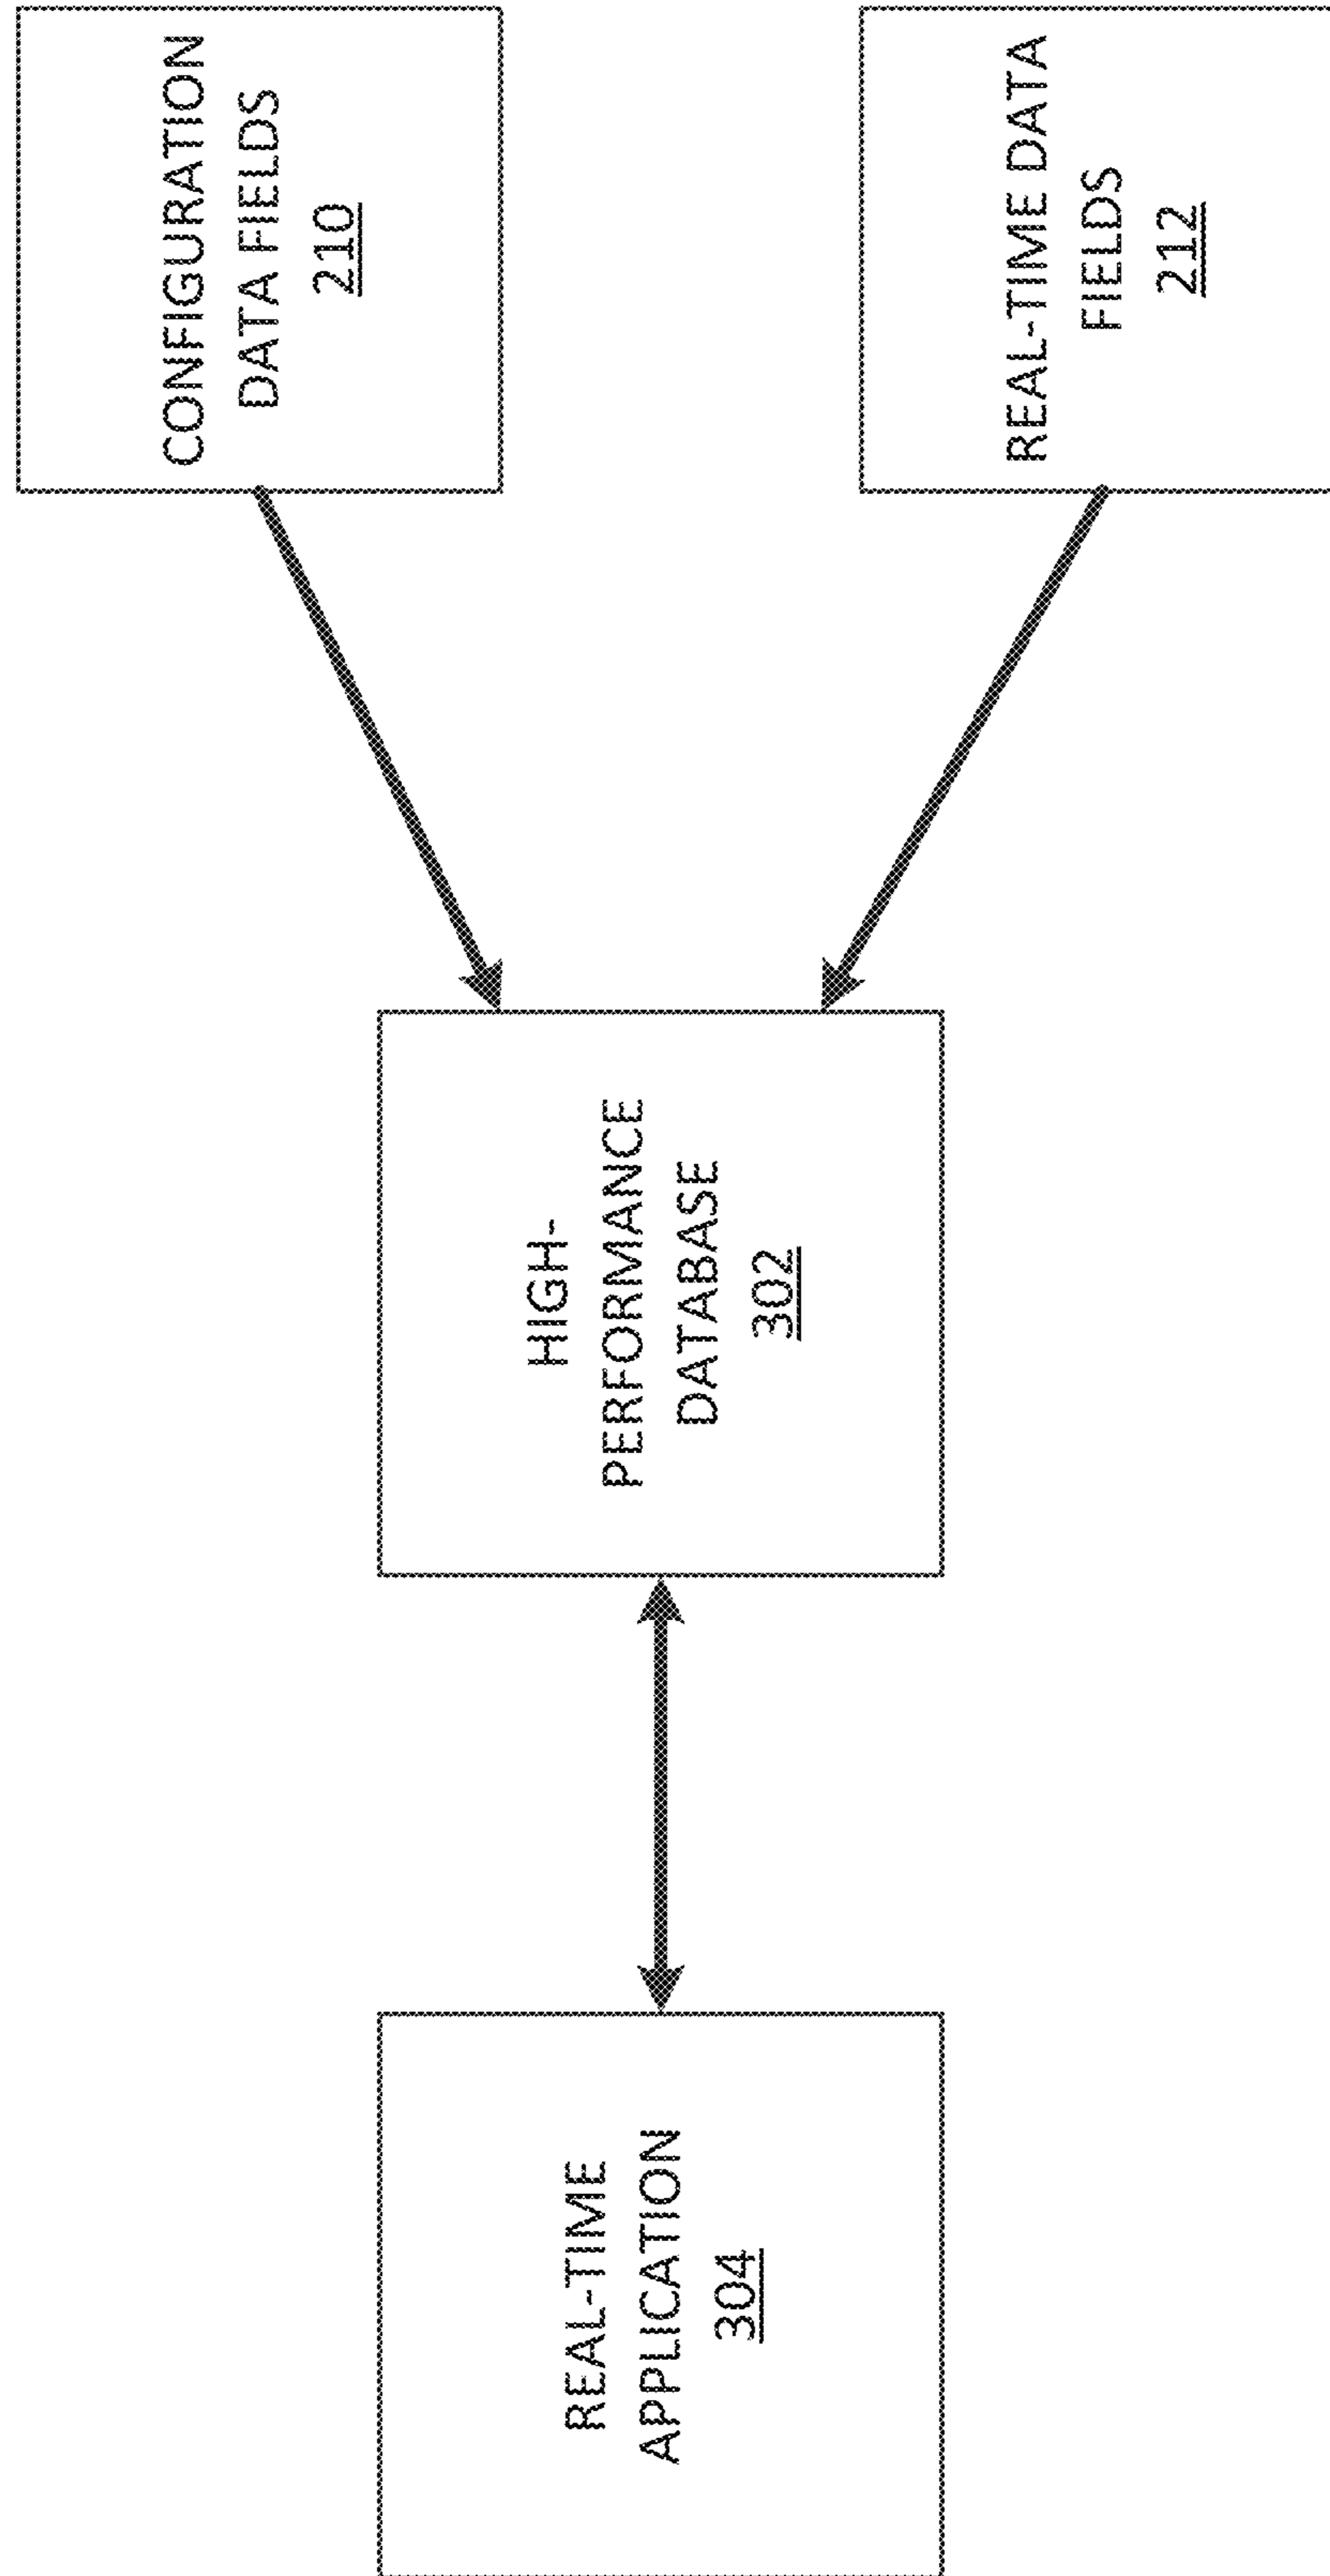 REAL-TIME
APPLICATION
304
HIGH-
PERFORMANCE
DATABASE
302
CONFIGURATION
DATA FIELDS
210
REAL-TIME DATA
FIELDS
212